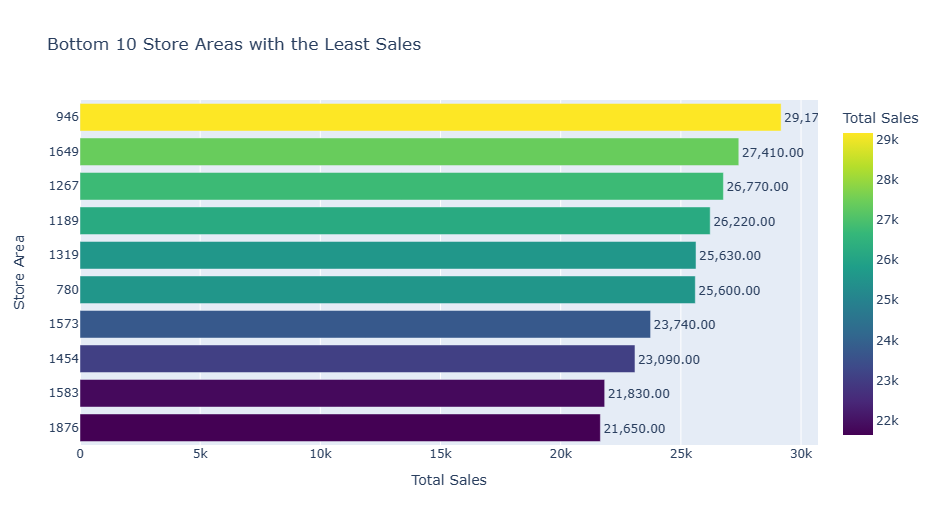 Bottom 10 Store Areas with the Least Sales
Total Sales
946
29,17
1649
27,410.00
1267
26,770.00
1189
26,220.00
1319
25,630.00
780
25,600.00
1573
23,740.00
1454
23,090.00
1583
21,830.00
1876
21,650.00
Store Area
0 5k 10k 15k 20k 25k 30k
Total Sales
29k
28k
27k
26k
25k
24k
23k
22k